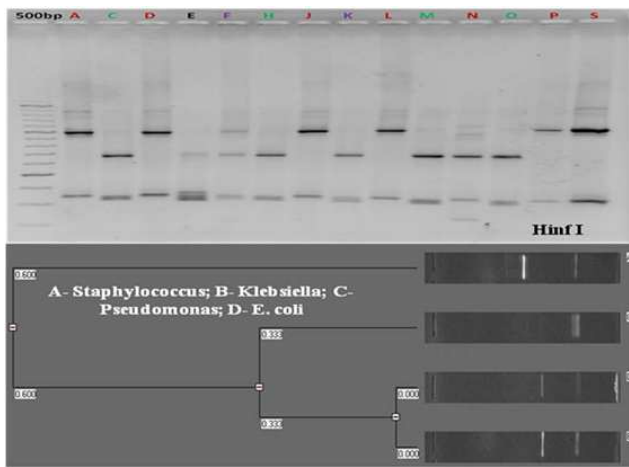 500bp A C D E F H J K L M N O P S
Hinf I
0.600
A- Staphylococcus; B- Klebsiella; C-
Pseudomonas; D- E. coli
0.333
0.600
0.000
0.333
0.000